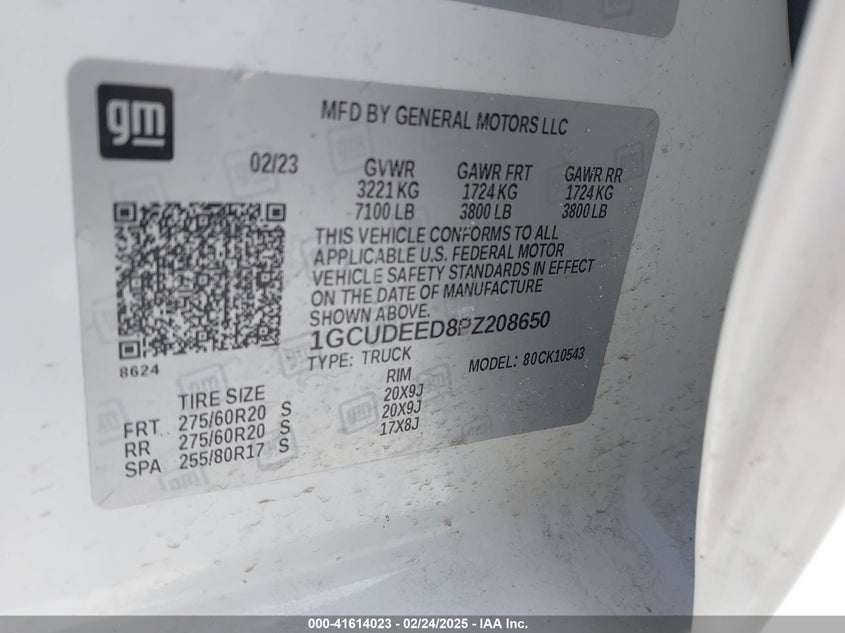 gm
MFD BY GENERAL MOTORS LLC
02/23 GVWR GAWR FRT GAWR RR
3221 KG 1724 KG 1724 KG
7100 LB 3800 LB 3800 LB
THIS VEHICLE CONFORMS TO ALL
APPLICABLE U.S. FEDERAL MOTOR
VEHICLE SAFETY STANDARDS IN EFFECT
ON THE DATE OF MANUFACTURE
SHOWN ABOVE.
1GCUDEED8PZ208650
8624
TYPE: TRUCK MODEL: 80CK10543
TIRE SIZE RIM
FRT 275/60R20 S 20X9J
RR 275/60R20 S 20X9J
SPA 255/80R17 S 17X8J
000-41614023 - 02/24/2025 - IAA Inc.